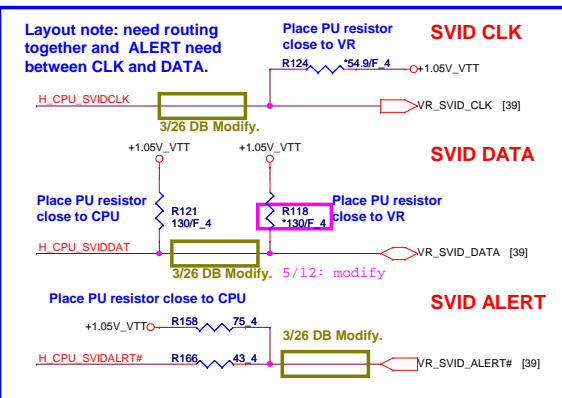 Layout note: need routing
together and ALERT need
between CLK and DATA.
Place PU resistor
close to VR
SVID CLK
R124 *54.9/F_4
+1.05V_VTT
H_CPU_SVIDCLK
VR_SVID_CLK [39]
3/26 DB Modify.
+1.05V_VTT
+1.05V_VTT
SVID DATA
Place PU resistor
close to CPU
R121
130/F_4
R118
*130/F_4
Place PU resistor
close to VR
H_CPU_SVIDDAT
VR_SVID_DATA [39]
3/26 DB Modify.
5/12: modify
Place PU resistor close to CPU
SVID ALERT
+1.05V_VTT
R158 75_4
3/26 DB Modify.
H_CPU_SVIDALRT#
R166 43_4
VR_SVID_ALERT# [39]